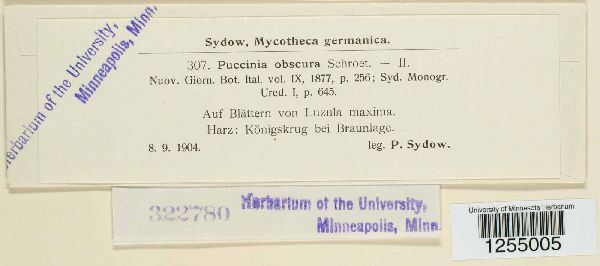 Herbarium of the University,
Minneapolis, Minn.
Sydow, Mycotheca germanica.
307. Puccinia obscura Schroet. — II.
Nuov. Giorn. Bot. Ital. vol. IX, 1877, p. 256; Syd. Monogr.
Ured. I, p. 645.
Auf Blättern von Luzula maxima.
Harz: Königskrug bei Braunlage.
8. 9. 1904. leg. P. Sydow.
322780 Herbarium of the University,
Minneapolis, Minn.
University of Minnesota Herbarium
1255005